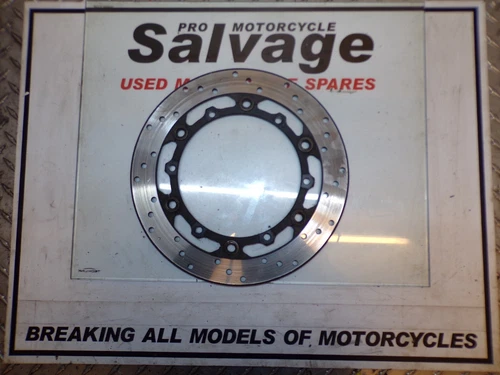 PRO MOTORCYCLE
Salvage
USED SPARES
BREAKING ALL MODELS OF MOTORCYCLES